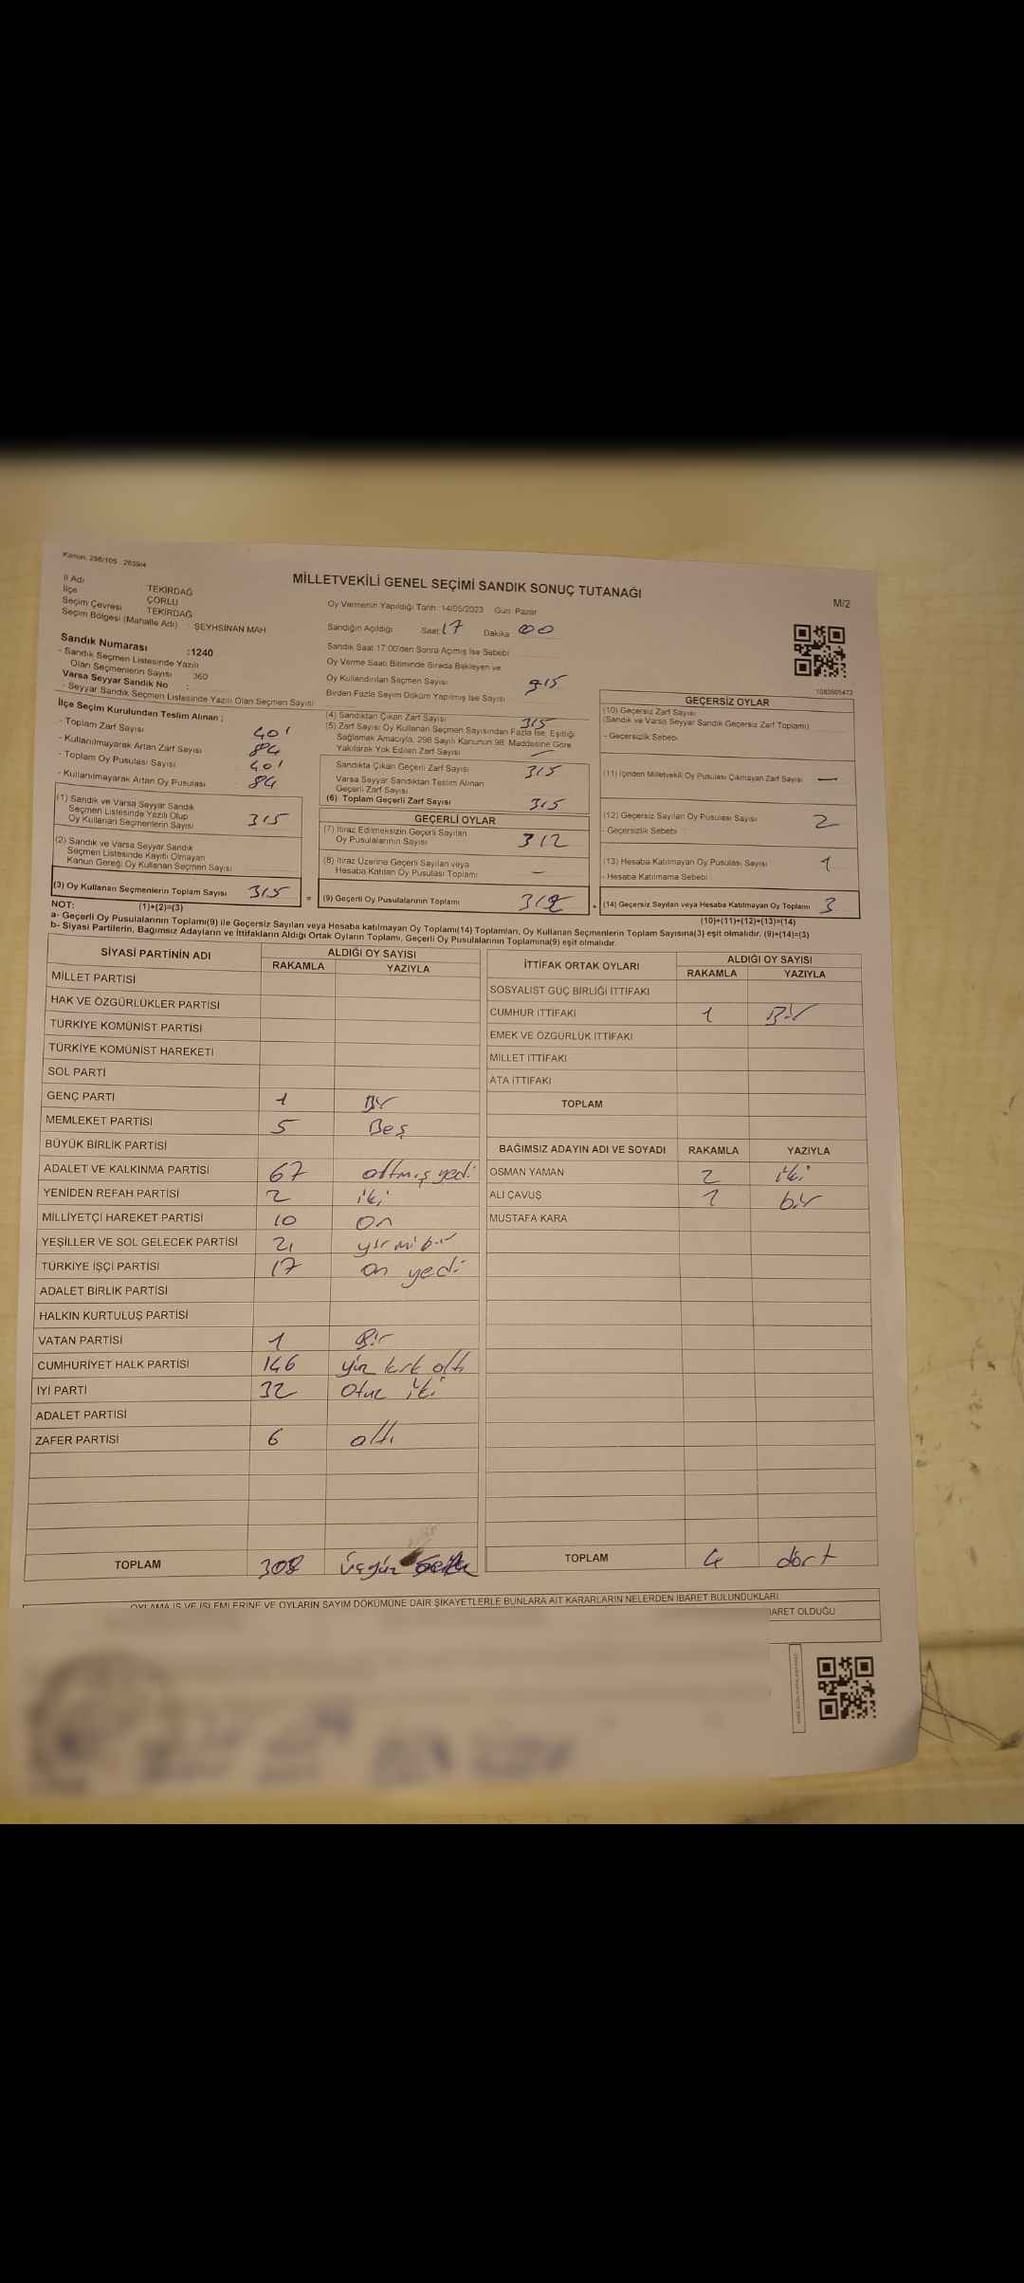 Kanun: 298/105 , 2839/4
MİLLETVEKİLİ GENEL SEÇİMİ SANDIK SONUÇ TUTANAĞI
M/2
İl Adı TEKİRDAĞ
İlçe ÇORLU
Seçim Çevresi TEKİRDAĞ
Seçim Bölgesi (Mahalle Adı) : ŞEYHSİNAN MAH
Sandık Numarası :1240
- Sandık Seçmen Listesinde Yazılı
Olan Seçmenlerin Sayısı 360
Varsa Seyyar Sandık No :
- Seyyar Sandık Seçmen Listesinde Yazılı Olan Seçmen Sayısı
Oy Vermenin Yapıldığı Tarih: 14/05/2023 Gün: Pazar
Sandığın Açıldığı Saat: 17 Dakika: 00
Sandık Saat 17:00'den Sonra Açılmış İse Sebebi
Oy Verme Saati Bitiminde Sırada Bekleyen ve
Oy Kullandırılan Seçmen Sayısı
Birden Fazla Sayım Döküm Yapılmış İse Sayısı
1083501473
İlçe Seçim Kurulundan Teslim Alınan ;
- Toplam Zarf Sayısı 401
- Kullanılmayarak Artan Zarf Sayısı 84
- Toplam Oy Pusulası Sayısı 401
- Kullanılmayarak Artan Oy Pusulası 84
(1) Sandık ve Varsa Seyyar Sandık
Seçmen Listesinde Yazılı Olup
Oy Kullanan Seçmenlerin Sayısı 315
(2) Sandık ve Varsa Seyyar Sandık
Seçmen Listesinde Kayıtlı Olmayan
Kanun Gereği Oy Kullanan Seçmen Sayısı
(3) Oy Kullanan Seçmenlerin Toplam Sayısı 315
(4) Sandıktan Çıkan Zarf Sayısı 315
(5) Zarf Sayısı Oy Kullanan Seçmen Sayısından Fazla İse, Eşitliği
Sağlamak Amacıyla, 298 Sayılı Kanunun 98. Maddesine Göre
Yakılarak Yok Edilen Zarf Sayısı —
Sandıkta Çıkan Geçerli Zarf Sayısı 315
Varsa Seyyar Sandıktan Teslim Alınan
Geçerli Zarf Sayısı
(6) Toplam Geçerli Zarf Sayısı 315
GEÇERLİ OYLAR
(7) İtiraz Edilmeksizin Geçerli Sayılan
Oy Pusulalarının Sayısı 312
(8) İtiraz Üzerine Geçerli Sayılan veya
Hesaba Katılan Oy Pusulası Toplamı —
= (9) Geçerli Oy Pusulalarının Toplamı 312
GEÇERSİZ OYLAR
(10) Geçersiz Zarf Sayısı
(Sandık ve Varsa Seyyar Sandık Geçersiz Zarf Toplamı)
- Geçersizlik Sebebi
(11) İçinden Milletvekili Oy Pusulası Çıkmayan Zarf Sayısı —
(12) Geçersiz Sayılan Oy Pusulası Sayısı 2
- Geçersizlik Sebebi
(13) Hesaba Katılmayan Oy Pusulası Sayısı 1
- Hesaba Katılmama Sebebi
+ (14) Geçersiz Sayılan veya Hesaba Katılmayan Oy Toplamı 3
NOT: (1)+(2)=(3) (10)+(11)+(12)+(13)=(14)
a- Geçerli Oy Pusulalarının Toplamı(9) ile Geçersiz Sayılan veya Hesaba katılmayan Oy Toplamı(14) Toplamları, Oy Kullanan Seçmenlerin Toplam Sayısına(3) eşit olmalıdır. (9)+(14)=(3)
b- Siyasi Partilerin, Bağımsız Adayların ve İttifakların Aldığı Ortak Oyların Toplamı, Geçerli Oy Pusulalarının Toplamına(9) eşit olmalıdır.
SİYASİ PARTİNİN ADI ALDIĞI OY SAYISI
RAKAMLA YAZIYLA
MİLLET PARTİSİ
HAK VE ÖZGÜRLÜKLER PARTİSİ
TÜRKİYE KOMÜNİST PARTİSİ
TÜRKİYE KOMÜNİST HAREKETİ
SOL PARTİ
GENÇ PARTİ 1 Bir
MEMLEKET PARTİSİ 5 Beş
BÜYÜK BİRLİK PARTİSİ
ADALET VE KALKINMA PARTİSİ 67 altmış yedi
YENİDEN REFAH PARTİSİ 2 iki
MİLLİYETÇİ HAREKET PARTİSİ 10 on
YEŞİLLER VE SOL GELECEK PARTİSİ 21 yirmi bir
TÜRKİYE İŞÇİ PARTİSİ 17 on yedi
ADALET BİRLİK PARTİSİ
HALKIN KURTULUŞ PARTİSİ
VATAN PARTİSİ 1 Bir
CUMHURİYET HALK PARTİSİ 146 yüz kırk altı
İYİ PARTİ 32 Otuz iki
ADALET PARTİSİ
ZAFER PARTİSİ 6 altı
TOPLAM 308 üçyüz sekiz
İTTİFAK ORTAK OYLARI ALDIĞI OY SAYISI
RAKAMLA YAZIYLA
SOSYALİST GÜÇ BİRLİĞİ İTTİFAKI
CUMHUR İTTİFAKI 1 Bir
EMEK VE ÖZGÜRLÜK İTTİFAKI
MİLLET İTTİFAKI
ATA İTTİFAKI
TOPLAM
BAĞIMSIZ ADAYIN ADI VE SOYADI RAKAMLA YAZIYLA
OSMAN YAMAN 2 iki
ALİ ÇAVUŞ 1 bir
MUSTAFA KARA
TOPLAM 4 dört
OYLAMA İŞ VE İŞLEMLERİNE VE OYLARIN SAYIM DÖKÜMÜNE DAİR ŞİKAYETLERLE BUNLARA AİT KARARLARIN NELERDEN İBARET BULUNDUKLARI
İBARET OLDUĞU